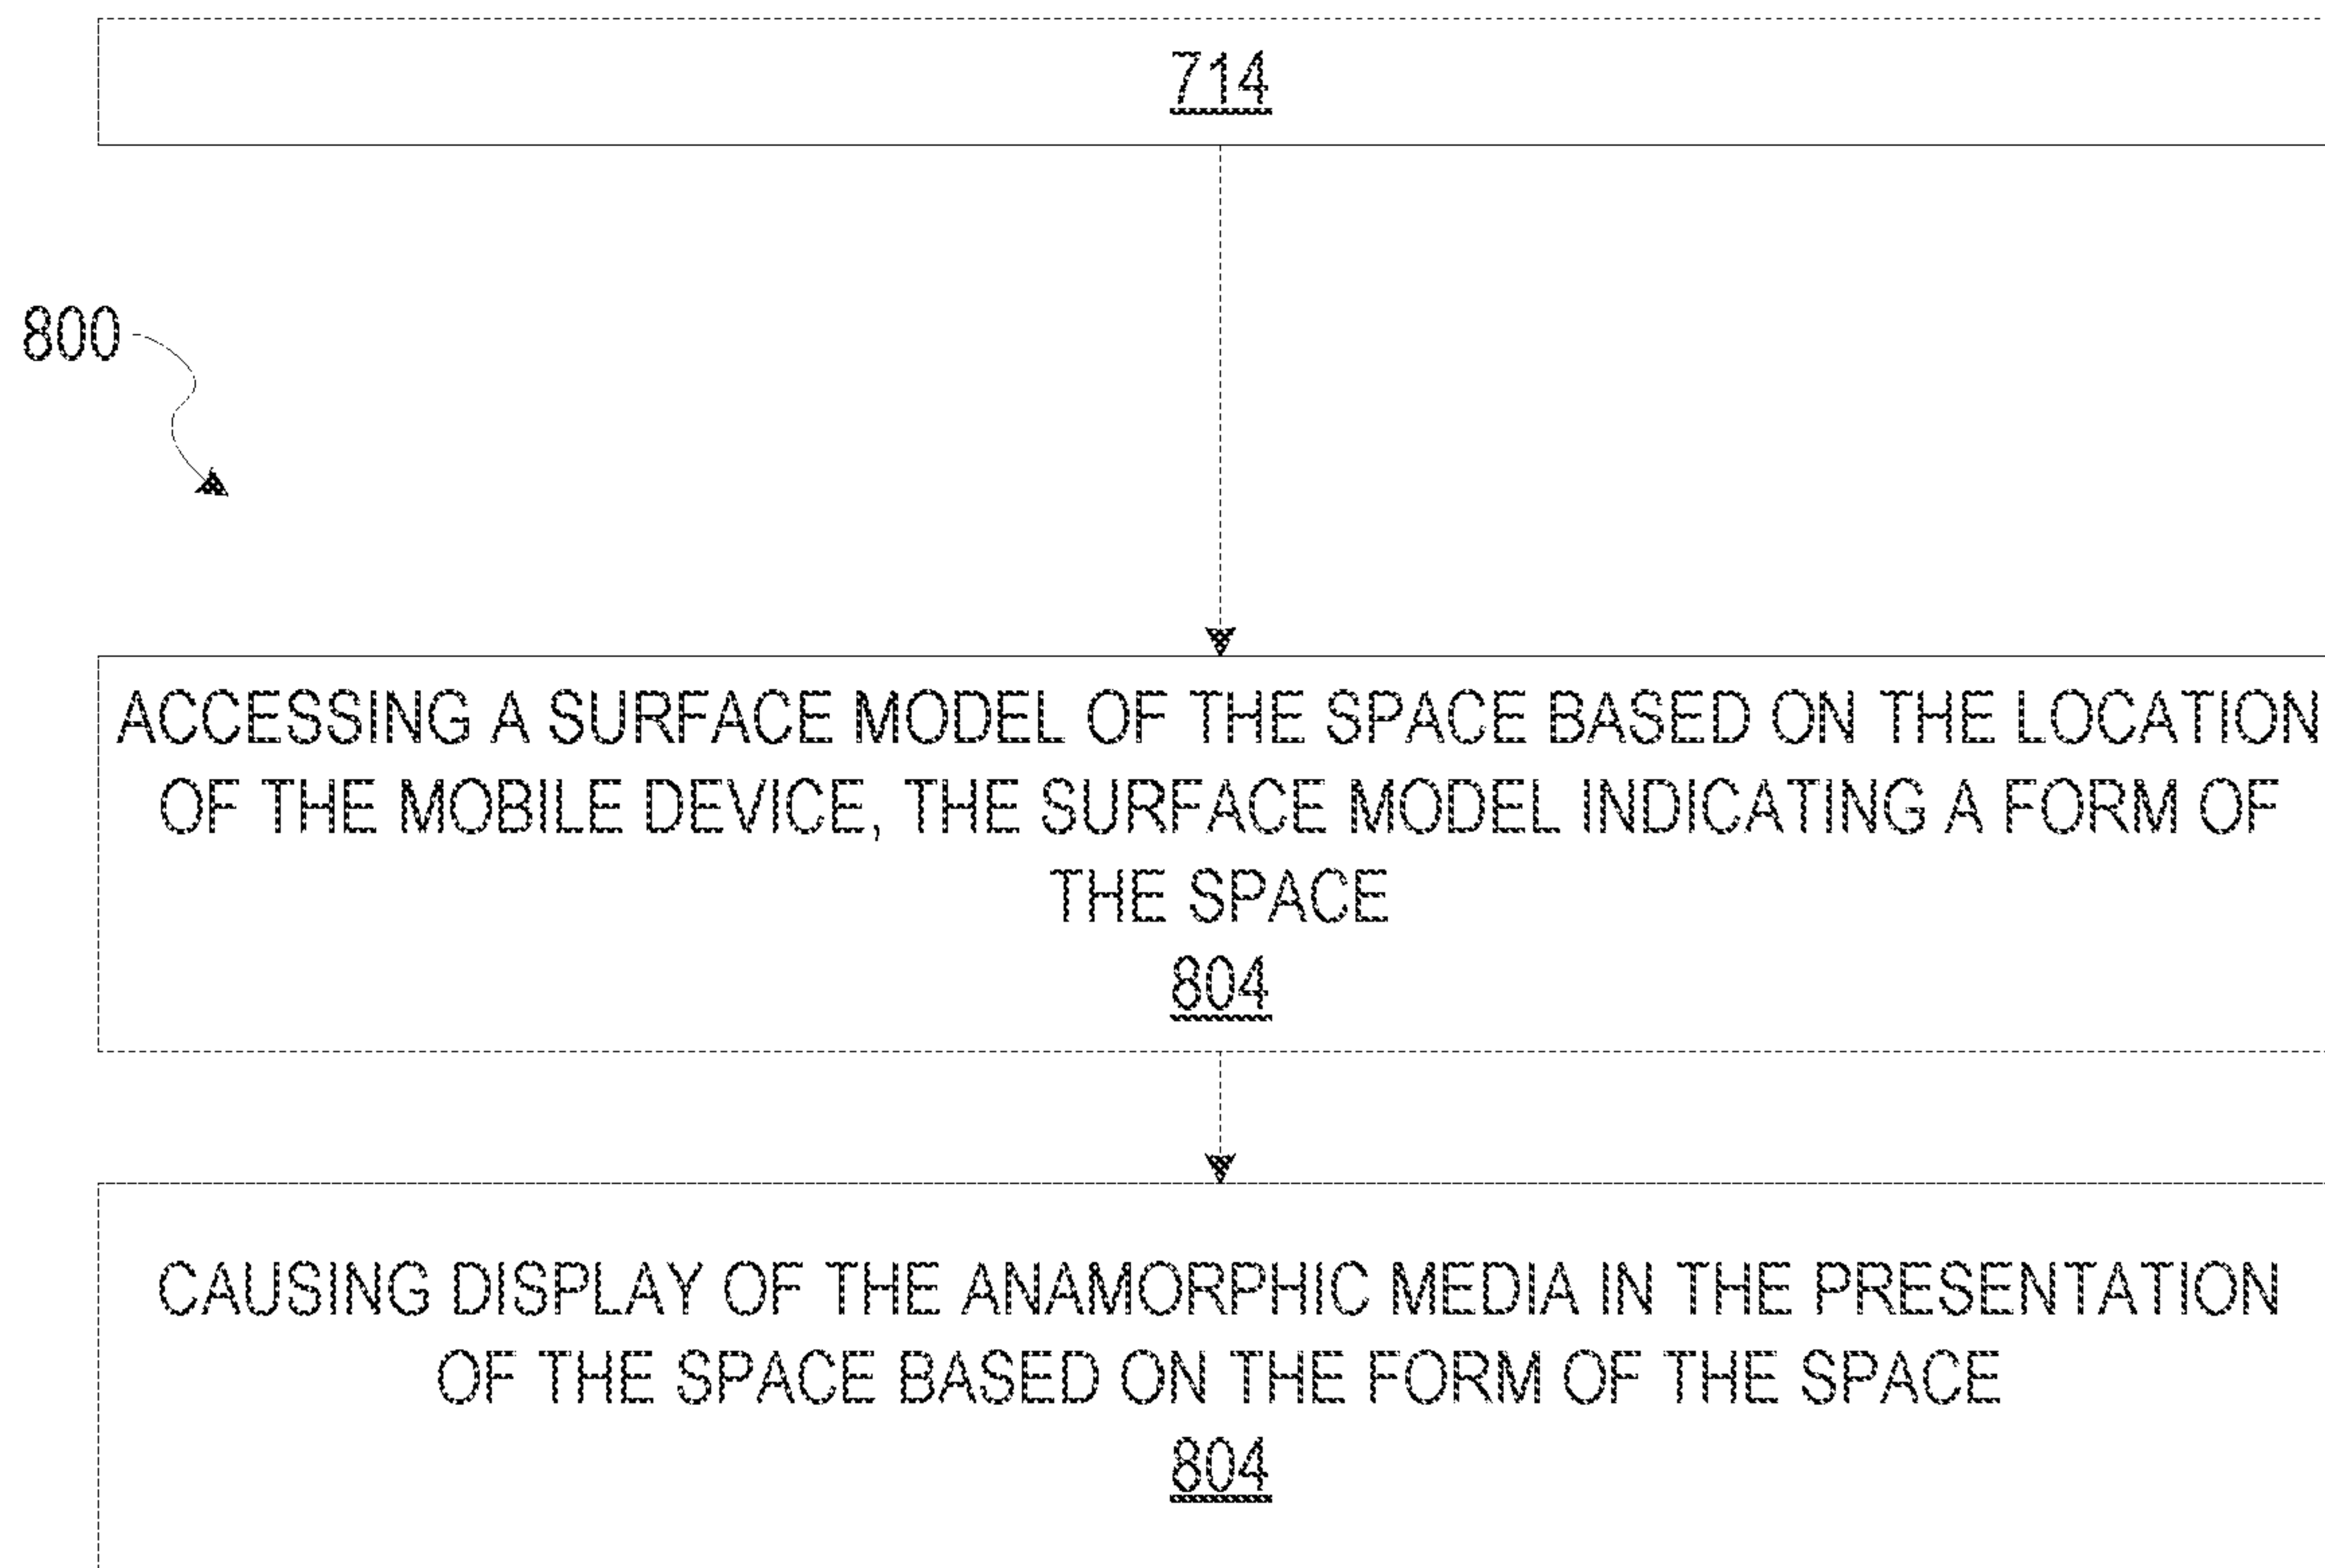 714
800
ACCESSING A SURFACE MODEL OF THE SPACE BASED ON THE LOCATION
OF THE MOBILE DEVICE, THE SURFACE MODEL INDICATING A FORM OF
THE SPACE
804
CAUSING DISPLAY OF THE ANAMORPHIC MEDIA IN THE PRESENTATION
OF THE SPACE BASED ON THE FORM OF THE SPACE
804